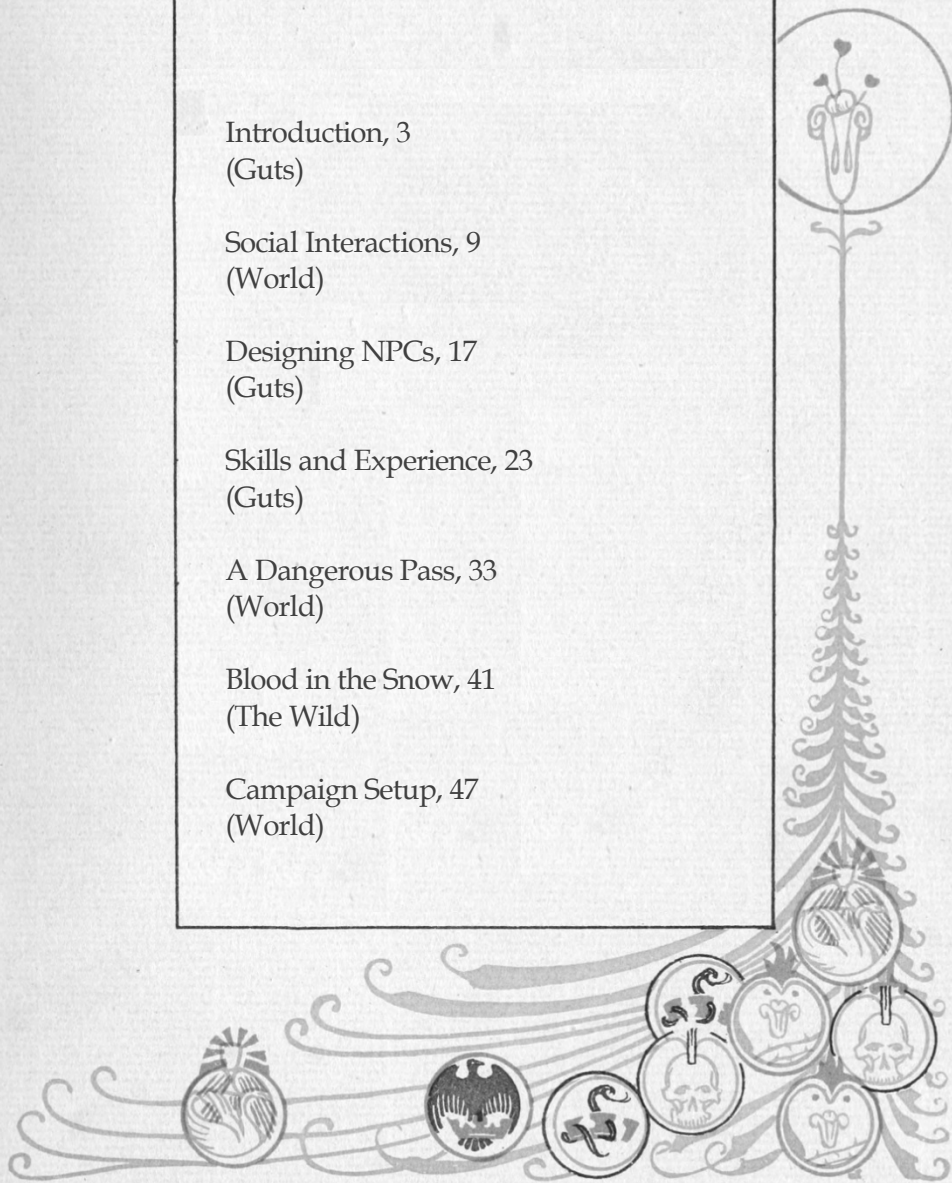 Introduction, 3
(Guts)
Social Interactions, 9
(World)
Designing NPCs, 17
(Guts)
Skills and Experience, 23
(Guts)
A Dangerous Pass, 33
(World)
Blood in the Snow, 41
(The Wild)
Campaign Setup, 47
(World)